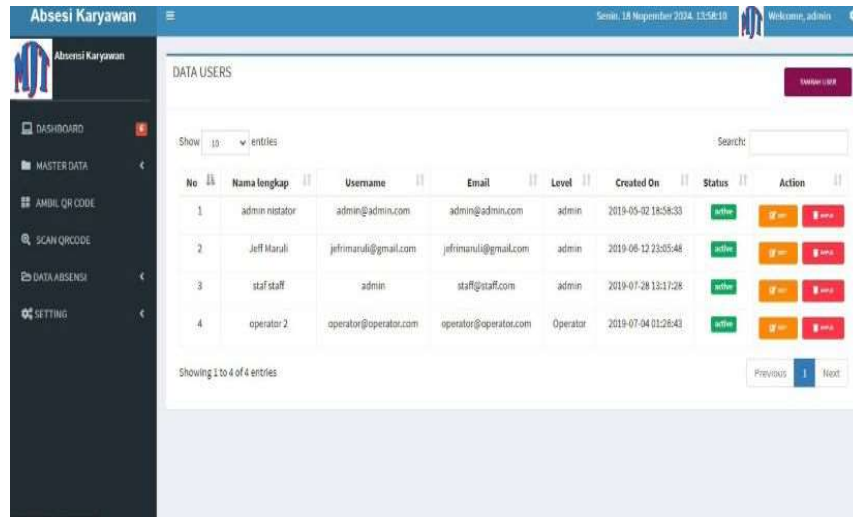 Absesi Karyawan
Senin, 18 Nopember 2024, 13:58:10
MJT
Welcome, admin
MJT
Absensi Karyawan
DASHBOARD
MASTER DATA
AMBIL QR CODE
SCAN QRCODE
DATA ABSENSI
SETTING
DATA USERS
TAMBAH USER
Show 10 entries
Search:
No Nama lengkap Username Email Level Created On Status Action
1 admin nistator admin@admin.com admin@admin.com admin 2019-05-02 18:58:33 active
2 Jeff Maruli jefrimaruli@gmail.com jefrimaruli@gmail.com admin 2019-06-12 23:05:48 active
3 staf staff admin staff@staff.com admin 2019-07-28 13:17:28 active
4 operator 2 operator@operator.com operator@operator.com Operator 2019-07-04 01:26:43 active
Showing 1 to 4 of 4 entries
Previous 1 Next